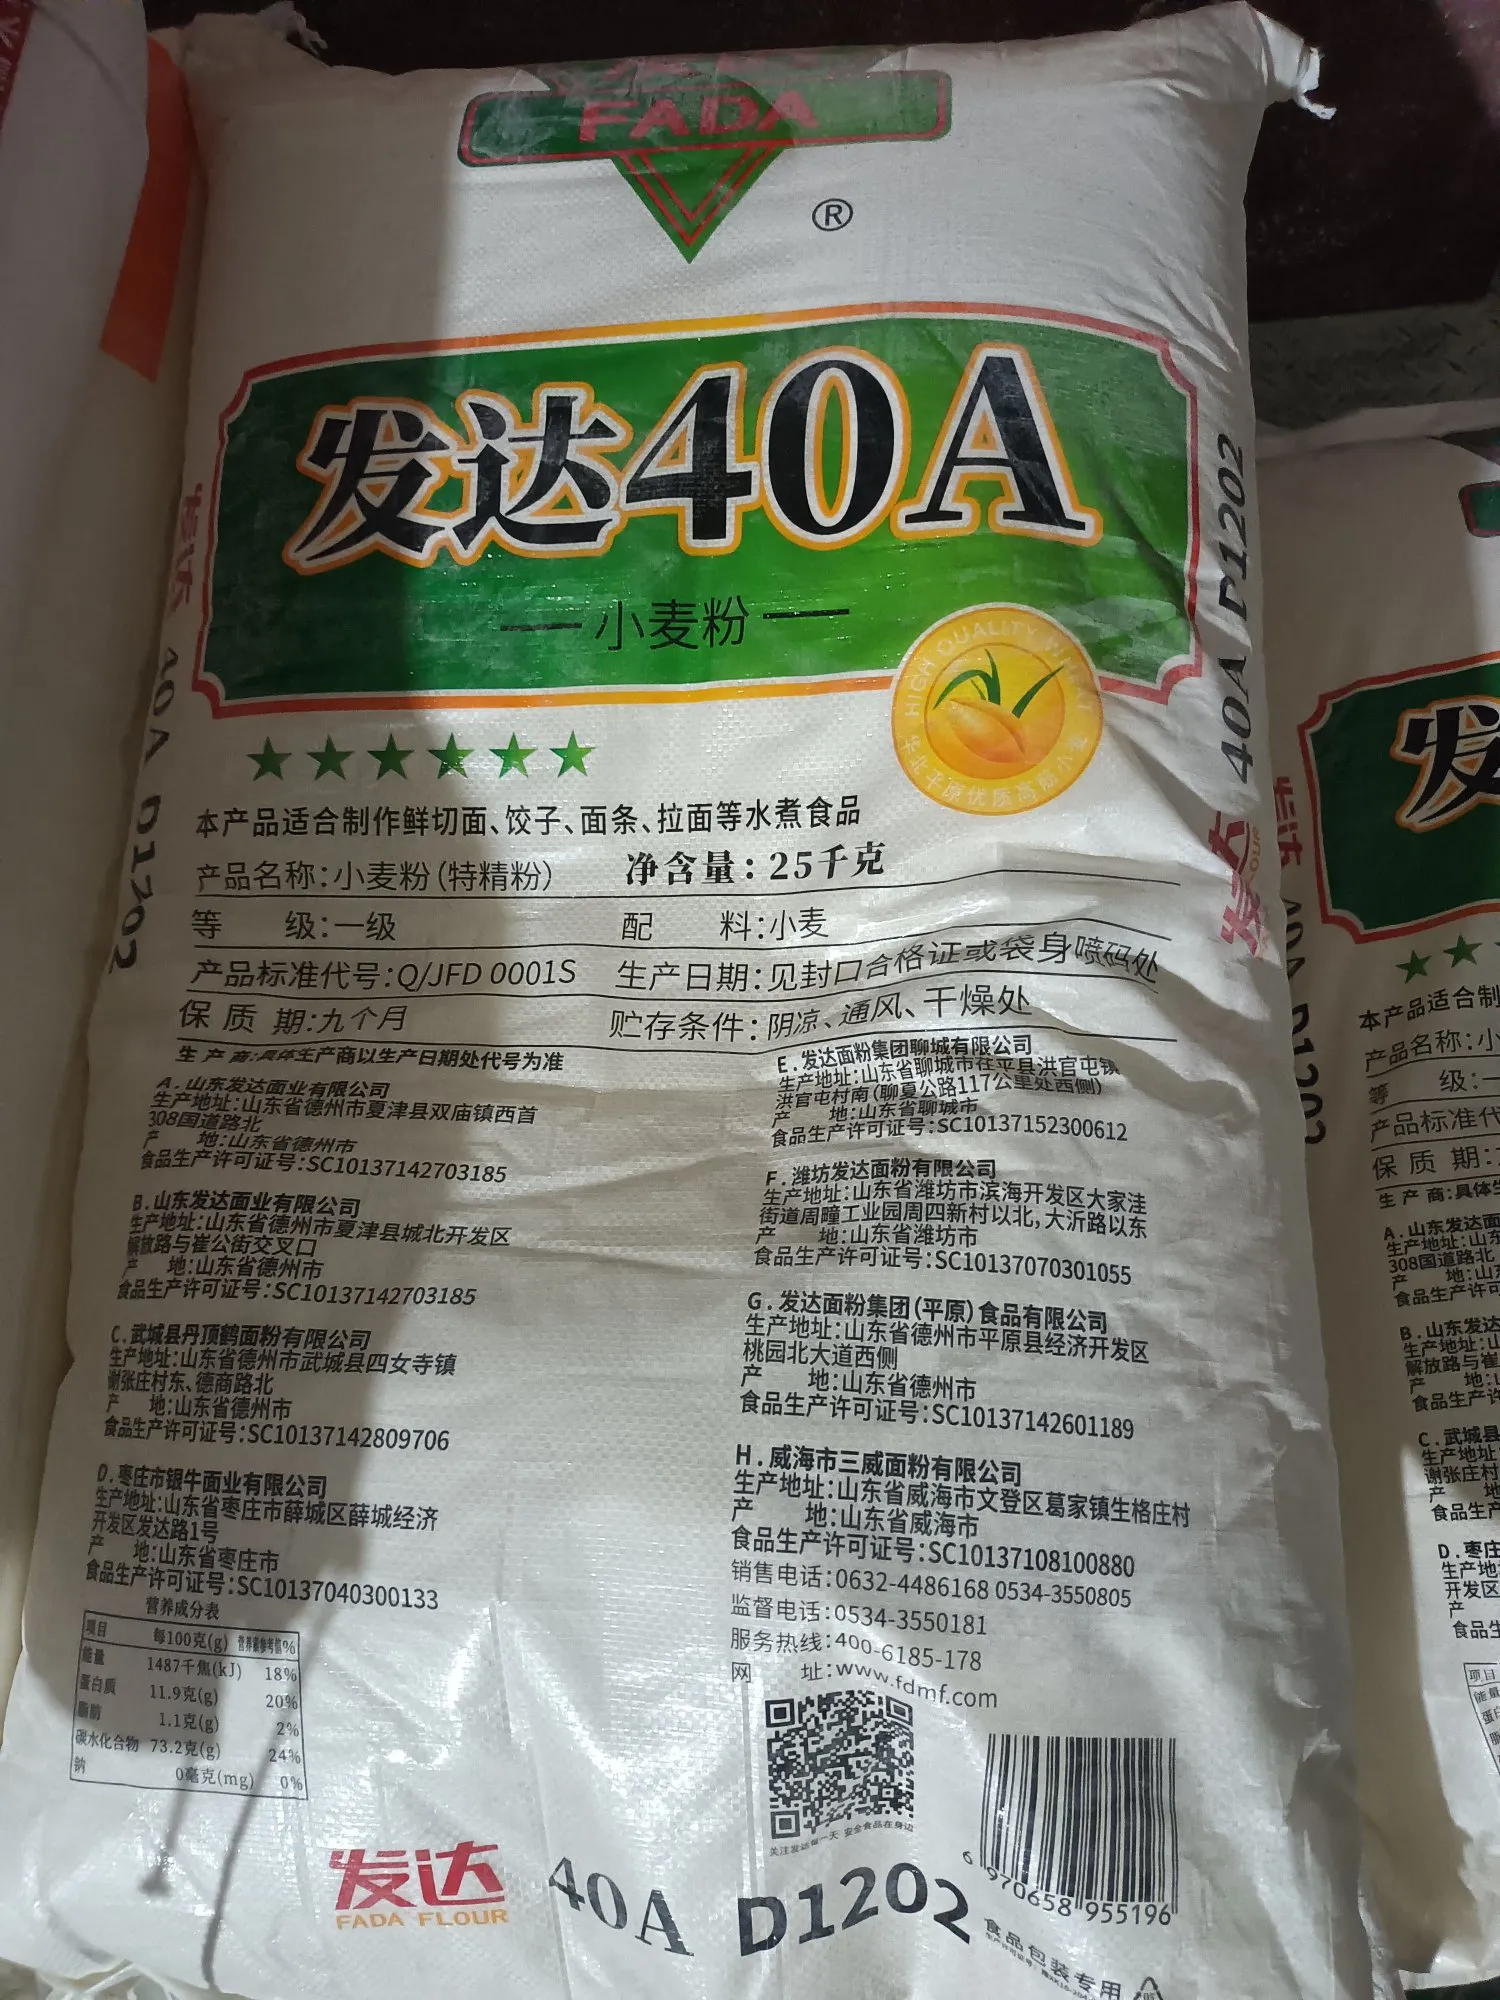 FADA
®
发达40A
小麦粉
HIGH QUALITY WHEAT
本产品适合制作鲜切面、饺子、面条、拉面等水煮食品
产品名称:小麦粉(特精粉)
净含量:25千克
等 级:一级
配 料:小麦
产品标准代号:Q/JFD 0001S
生产日期:见封口合格证或袋身喷码处
保 质 期:九个月
贮存条件:阴凉、通风、干燥处
生 产 商:具体生产商以生产日期处代号为准
A.山东发达面业有限公司
生产地址:山东省德州市夏津县双庙镇西首
308国道路北
产 地:山东省德州市
食品生产许可证号:SC10137142703185
B.山东发达面业有限公司
生产地址:山东省德州市夏津县城北开发区
解放路与崔公街交叉口
产 地:山东省德州市
食品生产许可证号:SC10137142703185
C.武城县丹顶鹤面粉有限公司
生产地址:山东省德州市武城县四女寺镇
谢张庄村东、德商路北
产 地:山东省德州市
食品生产许可证号:SC10137142809706
D.枣庄市银牛面业有限公司
生产地址:山东省枣庄市薛城区薛城经济
开发区发达路1号
产 地:山东省枣庄市
食品生产许可证号:SC10137040300133
E.发达面粉集团聊城有限公司
生产地址:山东省聊城市茌平县洪官屯镇
洪官屯村南(聊夏公路117公里处西侧)
产 地:山东省聊城市
食品生产许可证号:SC10137152300612
F.潍坊发达面粉有限公司
生产地址:山东省潍坊市滨海开发区大家洼
街道周疃工业园周四新村以北,大沂路以东
产 地:山东省潍坊市
食品生产许可证号:SC10137070301055
G.发达面粉集团(平原)食品有限公司
生产地址:山东省德州市平原县经济开发区
桃园北大道西侧
产 地:山东省德州市
食品生产许可证号:SC10137142601189
H.威海市三威面粉有限公司
生产地址:山东省威海市文登区葛家镇生格庄村
产 地:山东省威海市
食品生产许可证号:SC10137108100880
销售电话:0632-4486168 0534-3550805
监督电话:0534-3550181
服务热线:400-6185-178
网 址:www.fdmf.com
营养成分表
项目 每100克(g) 营养素参考值%
能量 1487千焦(kJ) 18%
蛋白质 11.9克(g) 20%
脂肪 1.1克(g) 2%
碳水化合物 73.2克(g) 24%
钠 0毫克(mg) 0%
关注发达每一天 安全食品在身边
6 970658 955196
发达
FADA FLOUR
40A D1202
食品包装专用
发达 40A D1202
发达 40A D1202